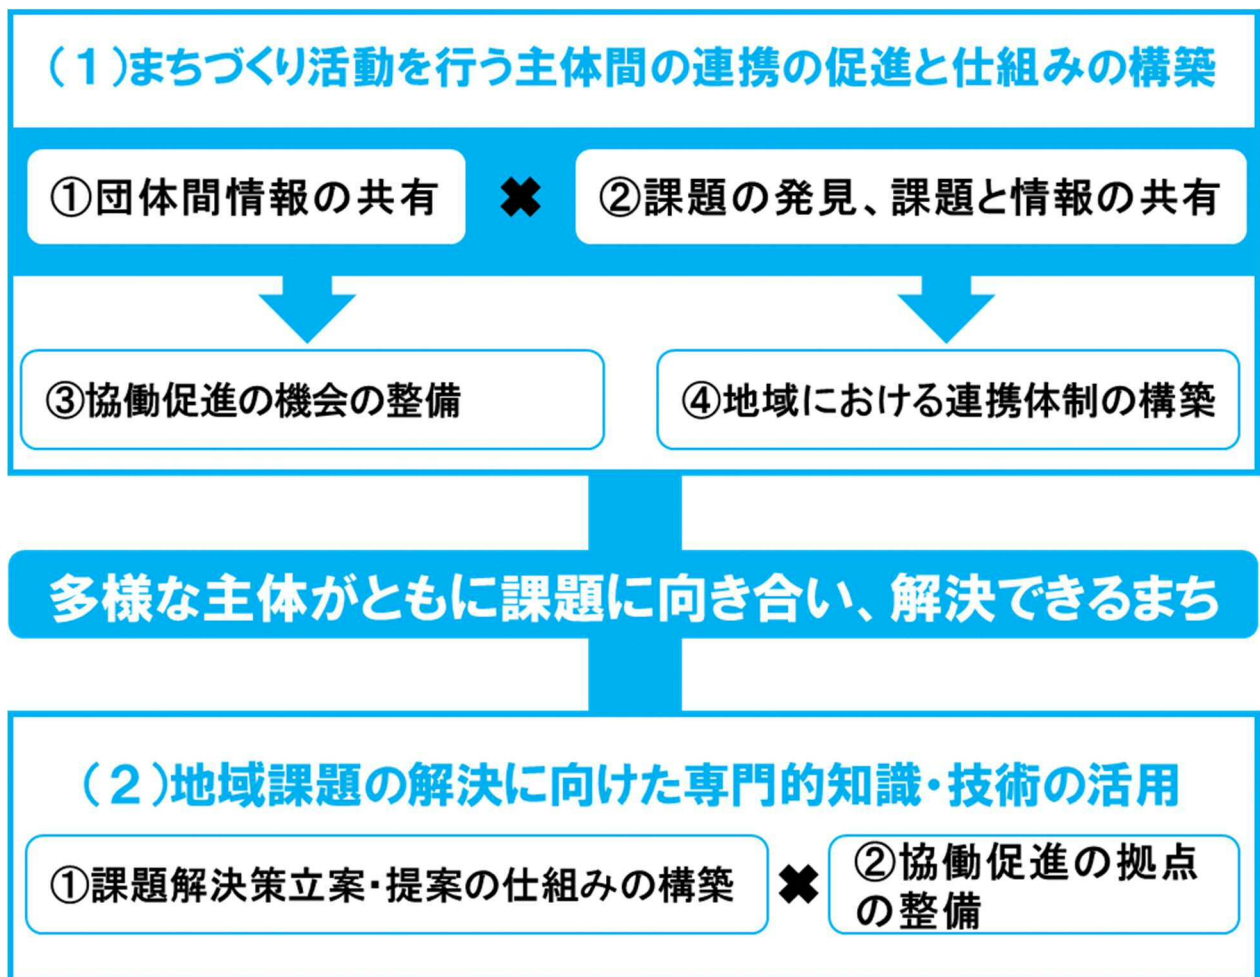 （１）まちづくり活動を行う主体間の連携の促進と仕組みの構築
①団体間情報の共有
✖
②課題の発見、課題と情報の共有
③協働促進の機会の整備
④地域における連携体制の構築
多様な主体がともに課題に向き合い、解決できるまち
（２）地域課題の解決に向けた専門的知識・技術の活用
①課題解決策立案・提案の仕組みの構築
✖
②協働促進の拠点
の整備